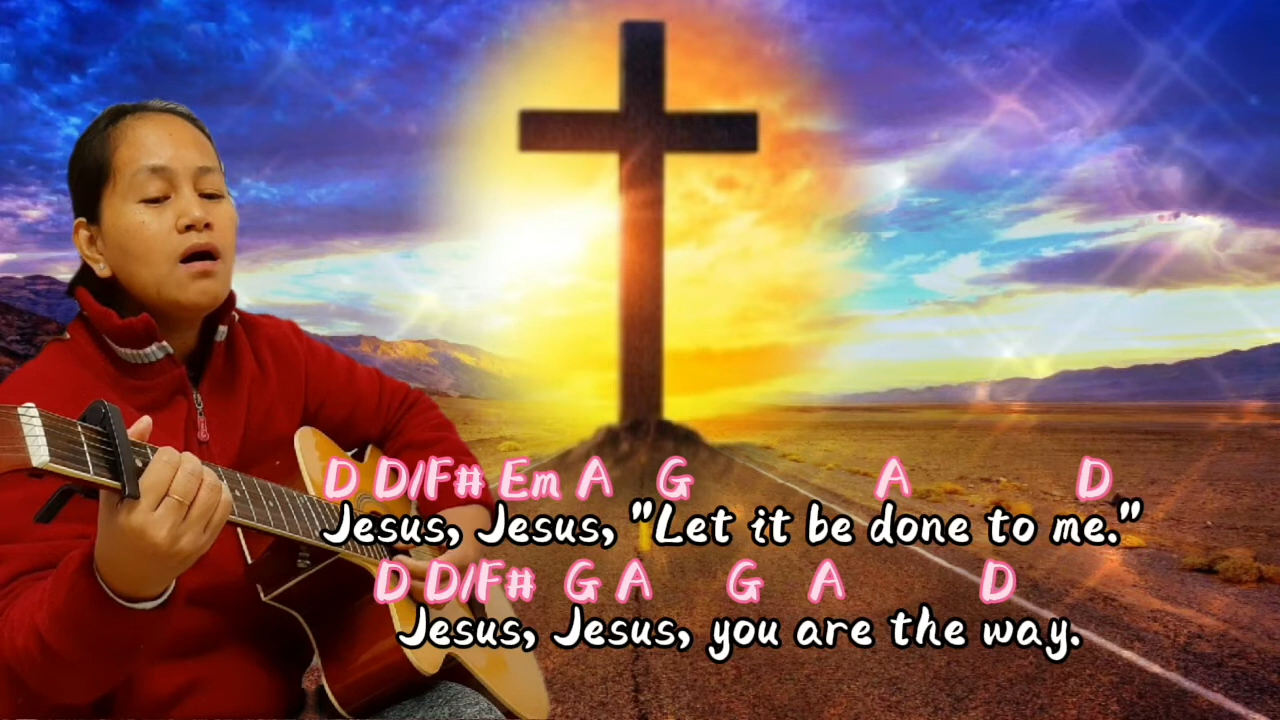 D D/F# Em A G A D
Jesus, Jesus, "Let it be done to me."
D D/F# G A G A D
Jesus, Jesus, you are the way.